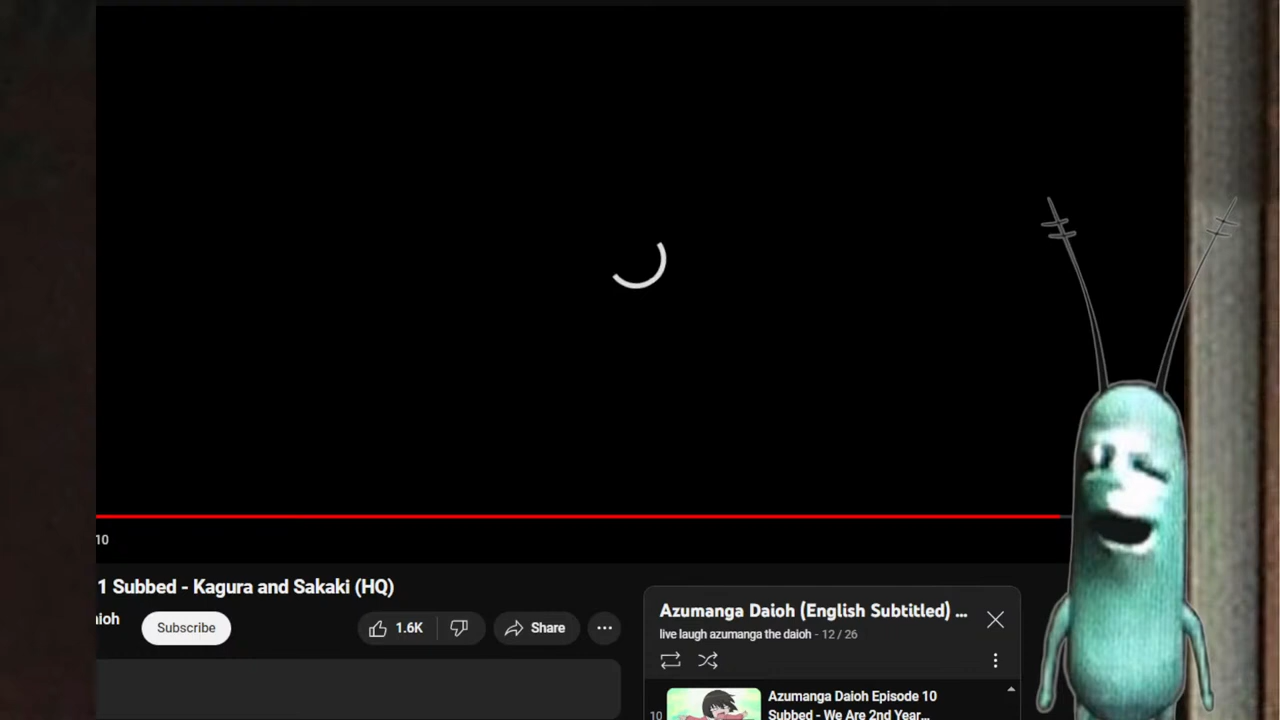 10
1 Subbed - Kagura and Sakaki (HQ)
aioh
Subscribe
1.6K
Share
Azumanga Daioh (English Subtitled) ...
live laugh azumanga the daioh - 12 / 26
10
Azumanga Daioh Episode 10
Subbed - We Are 2nd Year...